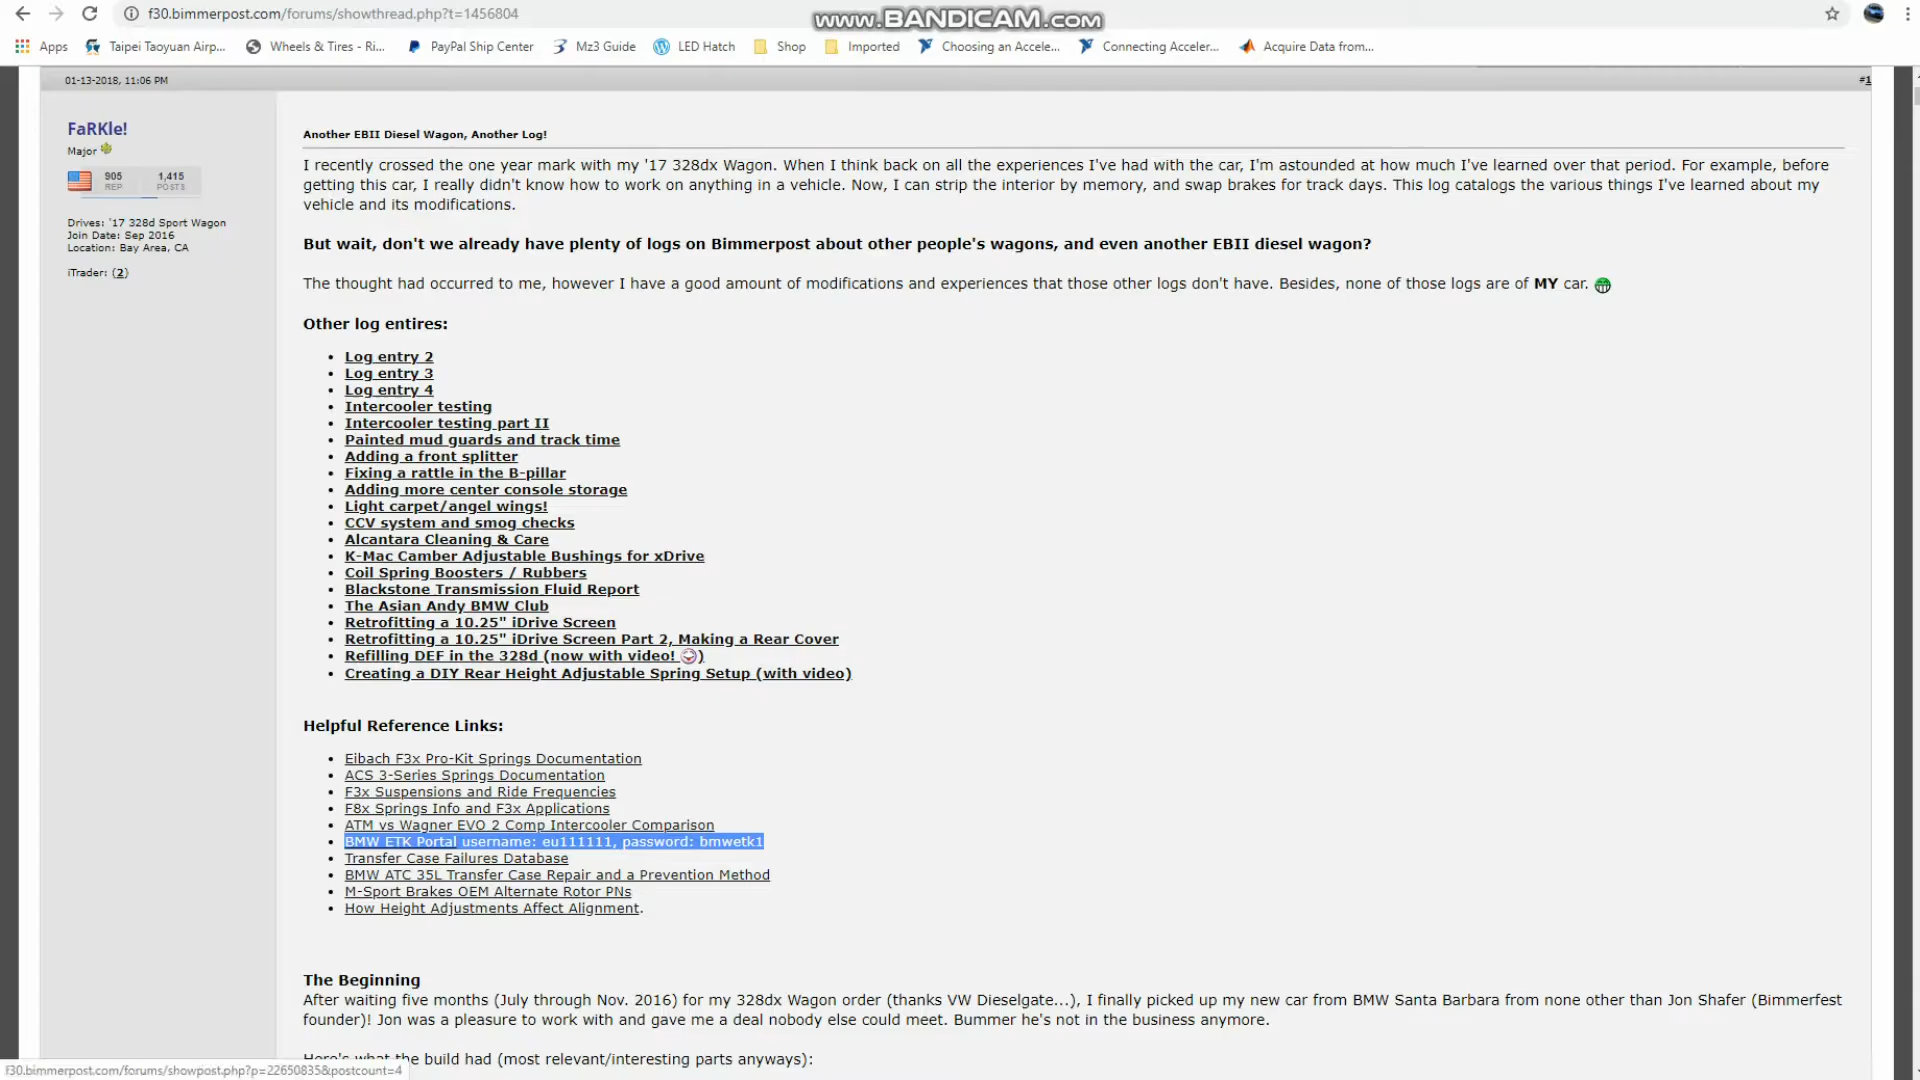 f30.bimmerpost.com/forums/showthread.php?t=1456804
www.BANDICAM.com
Apps
Taipei Taoyuan Airp...
Wheels & Tires - Ri...
PayPal Ship Center
Mz3 Guide
LED Hatch
Shop
Imported
Choosing an Accele...
Connecting Acceler...
Acquire Data from...
01-13-2018, 11:06 PM
#1
FaRKle!
Major
905
REP
1,415
POSTS
Drives: '17 328d Sport Wagon
Join Date: Sep 2016
Location: Bay Area, CA
iTrader: (2)
Another EBII Diesel Wagon, Another Log!
I recently crossed the one year mark with my '17 328dx Wagon. When I think back on all the experiences I've had with the car, I'm astounded at how much I've learned over that period. For example, before
getting this car, I really didn't know how to work on anything in a vehicle. Now, I can strip the interior by memory, and swap brakes for track days. This log catalogs the various things I've learned about my
vehicle and its modifications.
But wait, don't we already have plenty of logs on Bimmerpost about other people's wagons, and even another EBII diesel wagon?
The thought had occurred to me, however I have a good amount of modifications and experiences that those other logs don't have. Besides, none of those logs are of MY car.
Other log entires:
Log entry 2
Log entry 3
Log entry 4
Intercooler testing
Intercooler testing part II
Painted mud guards and track time
Adding a front splitter
Fixing a rattle in the B-pillar
Adding more center console storage
Light carpet/angel wings!
CCV system and smog checks
Alcantara Cleaning & Care
K-Mac Camber Adjustable Bushings for xDrive
Coil Spring Boosters / Rubbers
Blackstone Transmission Fluid Report
The Asian Andy BMW Club
Retrofitting a 10.25" iDrive Screen
Retrofitting a 10.25" iDrive Screen Part 2, Making a Rear Cover
Refilling DEF in the 328d (now with video! )
Creating a DIY Rear Height Adjustable Spring Setup (with video)
Helpful Reference Links:
Eibach F3x Pro-Kit Springs Documentation
ACS 3-Series Springs Documentation
F3x Suspensions and Ride Frequencies
F8x Springs Info and F3x Applications
ATM vs Wagner EVO 2 Comp Intercooler Comparison
BMW ETK Portal username: eu111111, password: bmwetk1
Transfer Case Failures Database
BMW ATC 35L Transfer Case Repair and a Prevention Method
M-Sport Brakes OEM Alternate Rotor PNs
How Height Adjustments Affect Alignment.
The Beginning
After waiting five months (July through Nov. 2016) for my 328dx Wagon order (thanks VW Dieselgate...), I finally picked up my new car from BMW Santa Barbara from none other than Jon Shafer (Bimmerfest
founder)! Jon was a pleasure to work with and gave me a deal nobody else could meet. Bummer he's not in the business anymore.
Here's what the build had (most relevant/interesting parts anyways):
f30.bimmerpost.com/forums/showpost.php?p=22650835&postcount=4